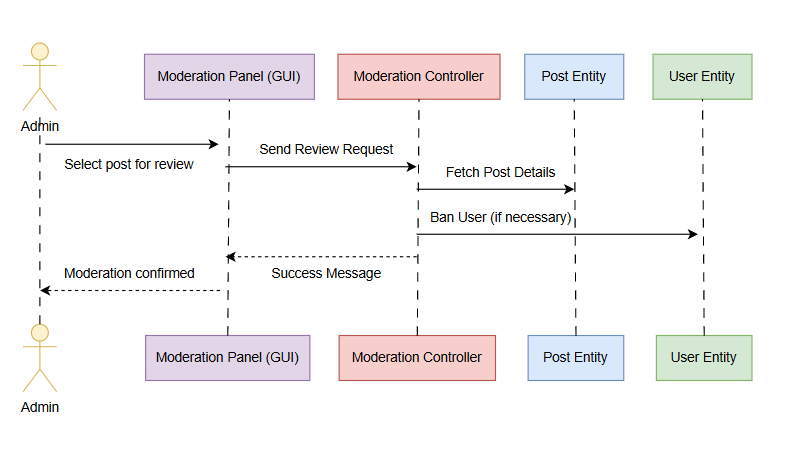 Moderation Panel (GUI)
Moderation Controller
Post Entity
User Entity
Admin
Select post for review
Send Review Request
Fetch Post Details
Ban User (if necessary)
Success Message
Moderation confirmed
Moderation Panel (GUI)
Moderation Controller
Post Entity
User Entity
Admin